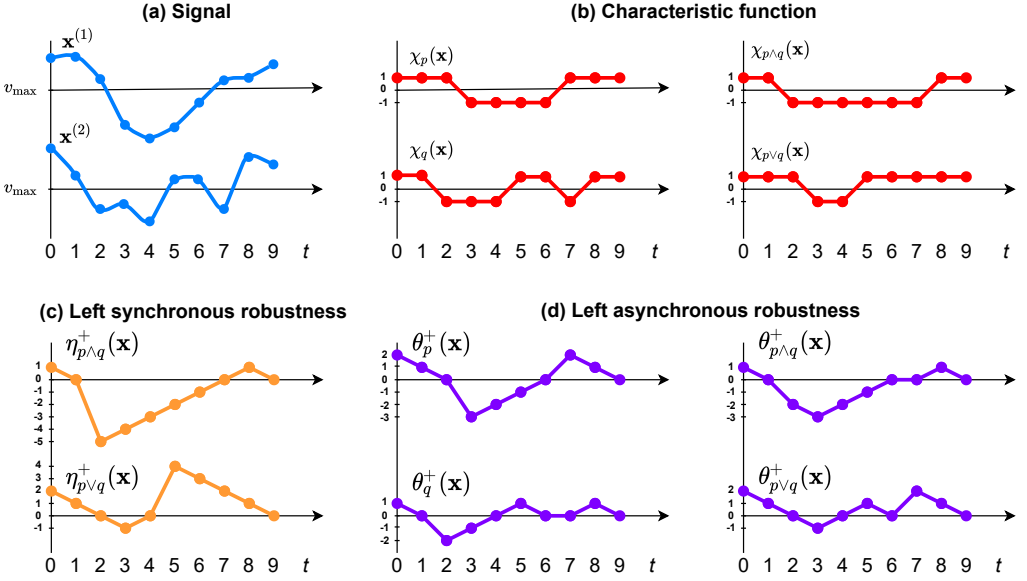 (a) Signal
(b) Characteristic function
x^(1)
v_max
x^(2)
v_max
0 1 2 3 4 5 6 7 8 9 t
χ_p(x)
1
0
-1
χ_q(x)
1
0
-1
0 1 2 3 4 5 6 7 8 9 t
χ_p∧q(x)
1
0
-1
χ_p∨q(x)
1
0
-1
0 1 2 3 4 5 6 7 8 9 t
(c) Left synchronous robustness
(d) Left asynchronous robustness
η^+_p∧q(x)
1
0
-1
-2
-3
-4
-5
η^+_p∨q(x)
4
3
2
1
0
-1
0 1 2 3 4 5 6 7 8 9 t
θ^+_p(x)
2
1
0
-1
-2
-3
θ^+_q(x)
1
0
-1
-2
0 1 2 3 4 5 6 7 8 9 t
θ^+_p∧q(x)
1
0
-1
-2
-3
θ^+_p∨q(x)
2
1
0
-1
0 1 2 3 4 5 6 7 8 9 t